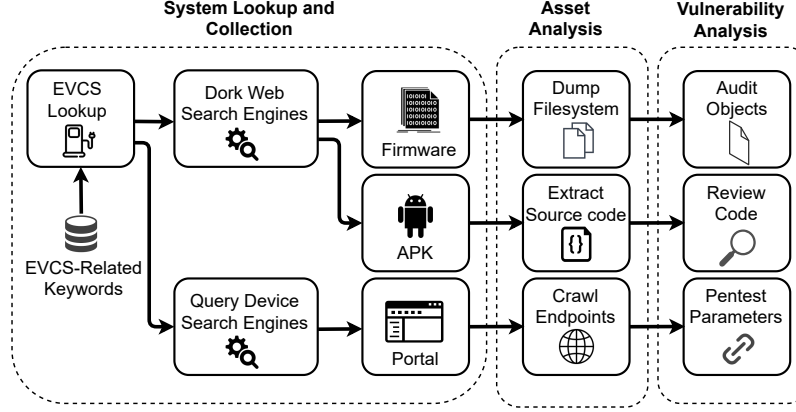 System Lookup and
Collection
Asset
Analysis
Vulnerability
Analysis
EVCS
Lookup
Dork Web
Search Engines
Firmware
Dump
Filesystem
Audit
Objects
EVCS-Related
Keywords
APK
Extract
Source code
{}
Review
Code
Query Device
Search Engines
Portal
Crawl
Endpoints
Pentest
Parameters